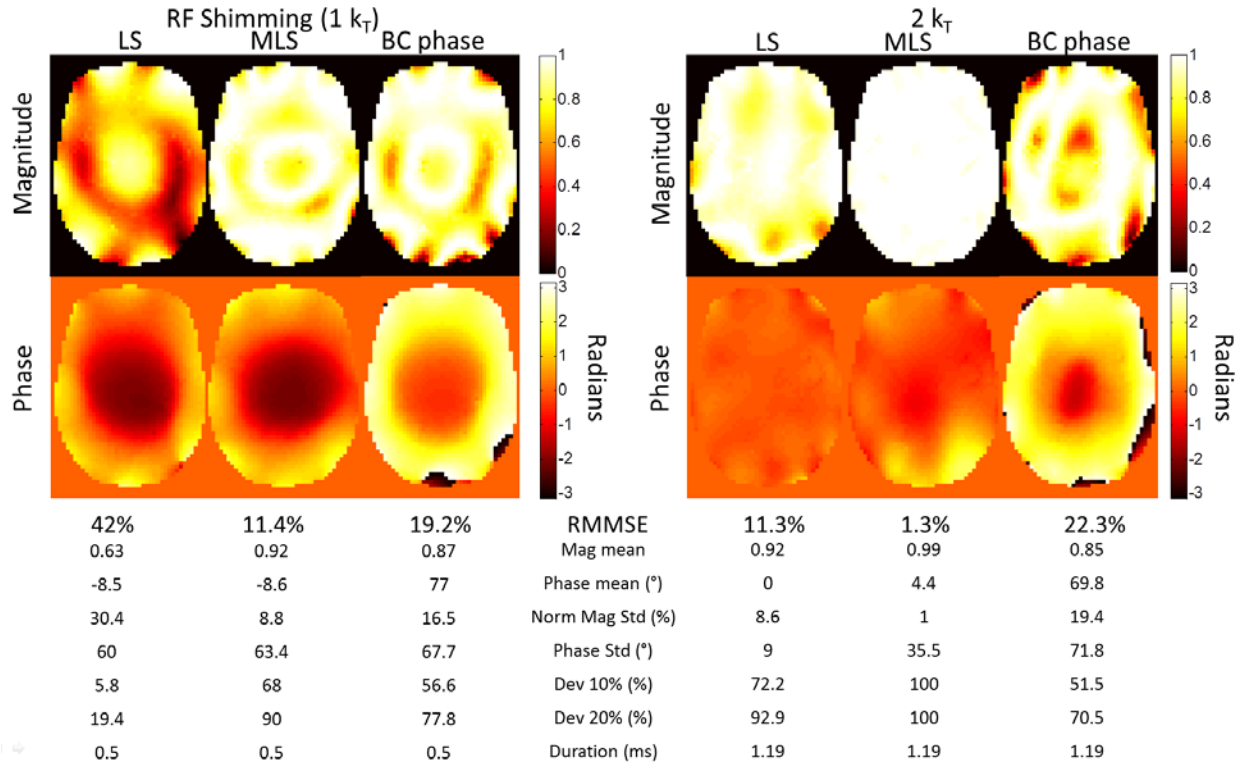 RF Shimming (1 kT) 2 kT
LS MLS BC phase LS MLS BC phase
Magnitude
1
0.8
0.6
0.4
0.2
0
Magnitude
1
0.8
0.6
0.4
0.2
0
Phase
3
2
1
0
-1
-2
-3
Radians
Phase
3
2
1
0
-1
-2
-3
Radians
42% 11.4% 19.2% RMMSE 11.3% 1.3% 22.3%
0.63 0.92 0.87 Mag mean 0.92 0.99 0.85
-8.5 -8.6 77 Phase mean (°) 0 4.4 69.8
30.4 8.8 16.5 Norm Mag Std (%) 8.6 1 19.4
60 63.4 67.7 Phase Std (°) 9 35.5 71.8
5.8 68 56.6 Dev 10% (%) 72.2 100 51.5
19.4 90 77.8 Dev 20% (%) 92.9 100 70.5
0.5 0.5 0.5 Duration (ms) 1.19 1.19 1.19